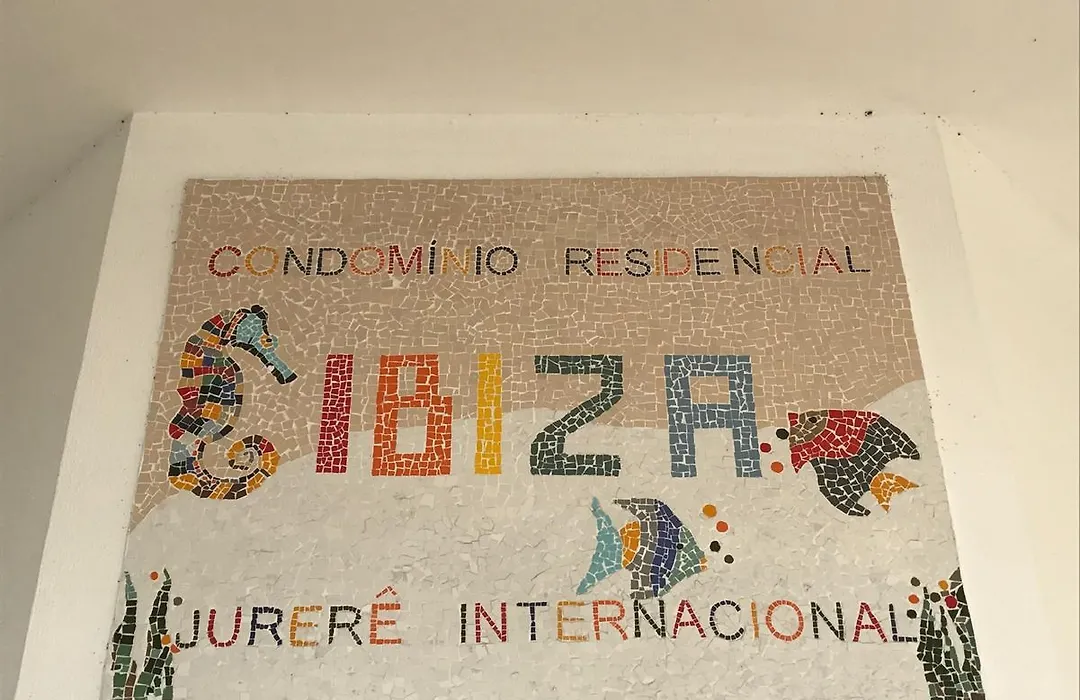 CONDOMÍNIO RESIDENCIAL
IBIZA
JURERÊ INTERNACIONAL